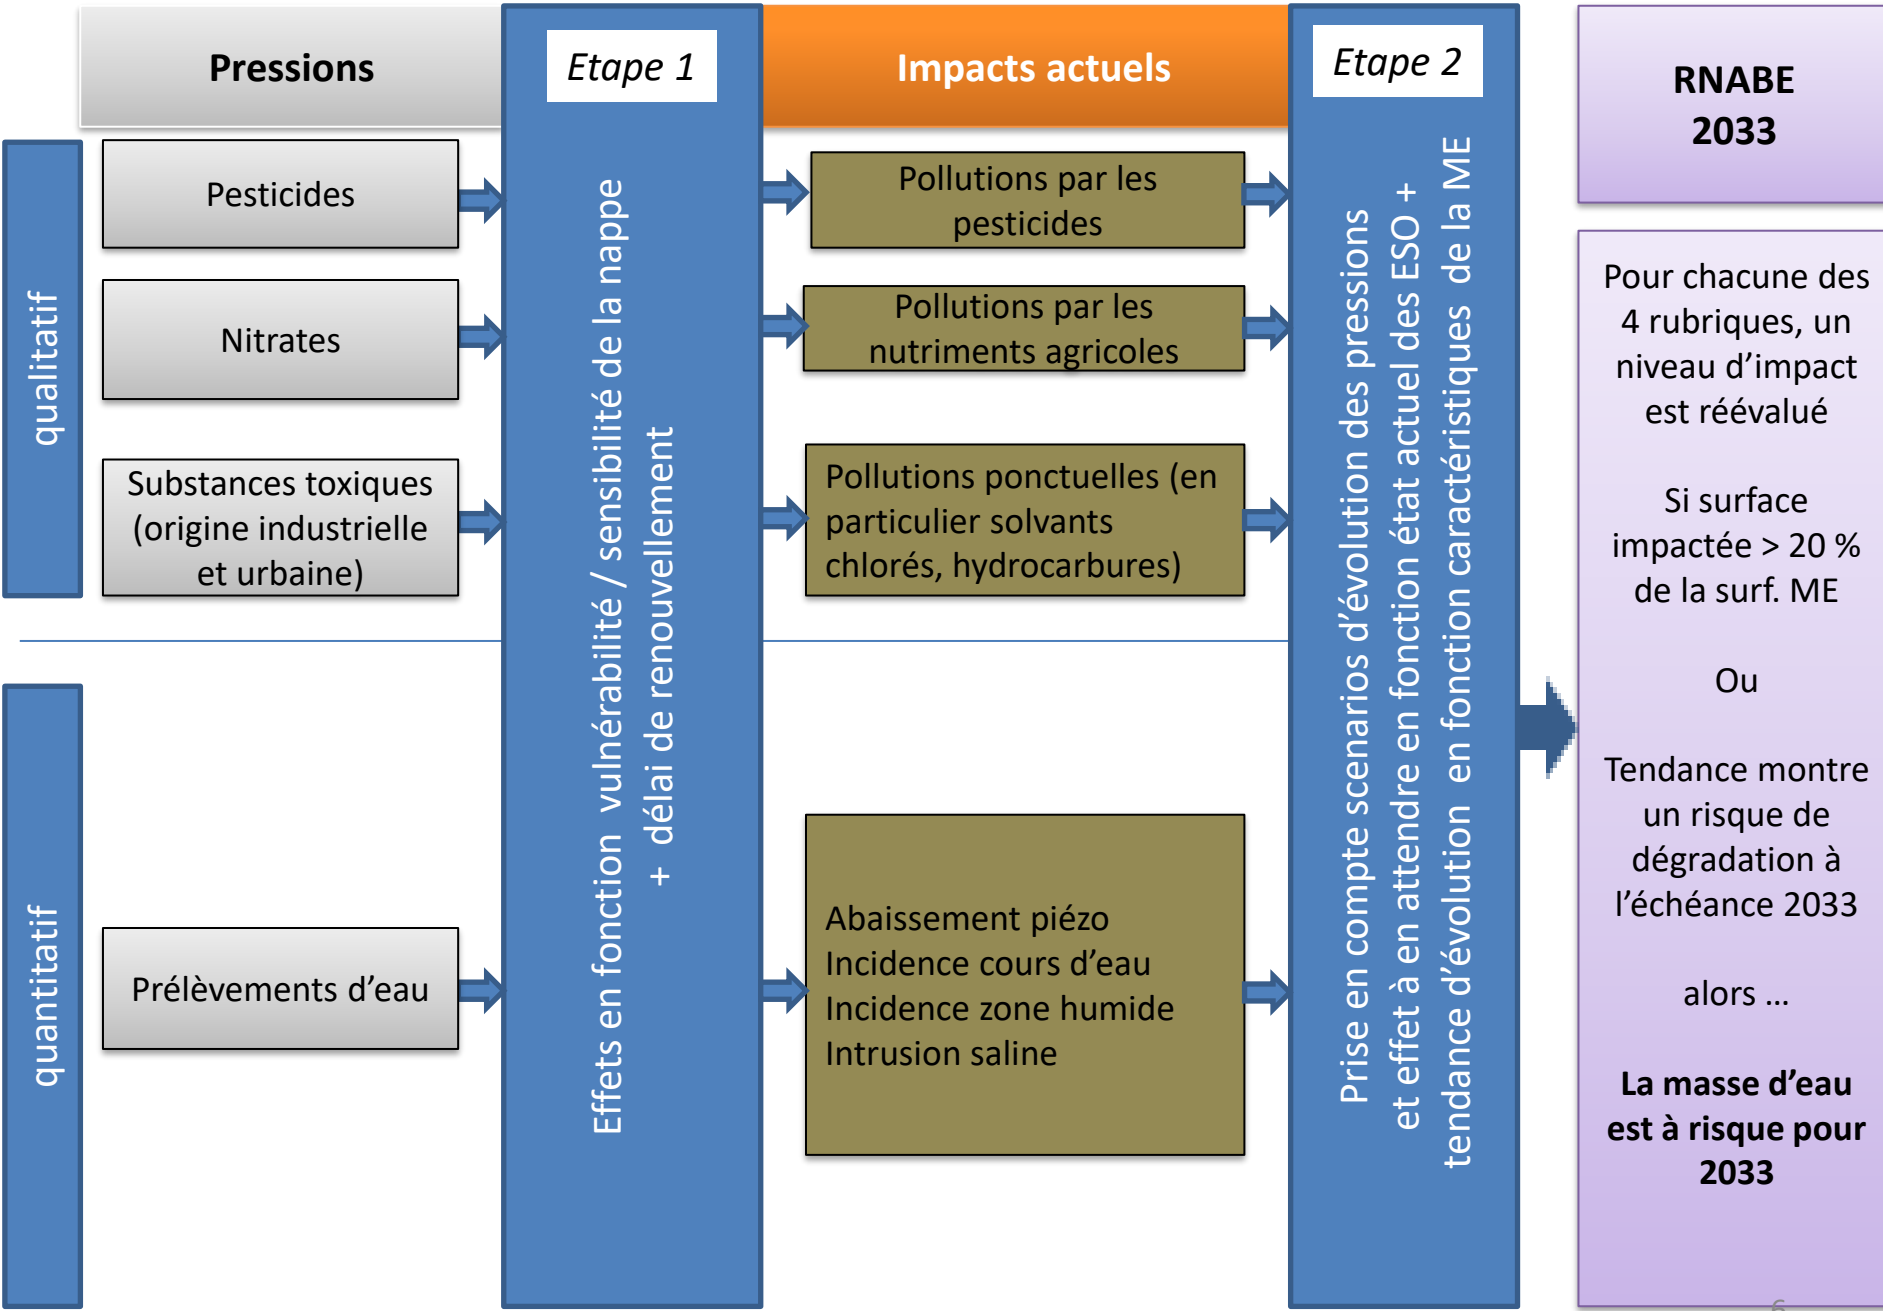 Pressions
Etape 1
Impacts actuels
Etape 2
RNABE
2033
qualitatif
Pesticides
Nitrates
Substances toxiques
(origine industrielle
et urbaine)
quantitatif
Prélèvements d'eau
Effets en fonction vulnérabilité / sensibilité de la nappe
+ délai de renouvellement
Pollutions par les
pesticides
Pollutions par les
nutriments agricoles
Pollutions ponctuelles (en
particulier solvants
chlorés, hydrocarbures)
Abaissement piézo
Incidence cours d'eau
Incidence zone humide
Intrusion saline
Prise en compte scenarios d'évolution des pressions
et effet à en attendre en fonction état actuel des ESO +
tendance d'évolution en fonction caractéristiques de la ME
Pour chacune des
4 rubriques, un
niveau d'impact
est réévalué
Si surface
impactée > 20 %
de la surf. ME
Ou
Tendance montre
un risque de
dégradation à
l'échéance 2033
alors ...
La masse d'eau
est à risque pour
2033
6